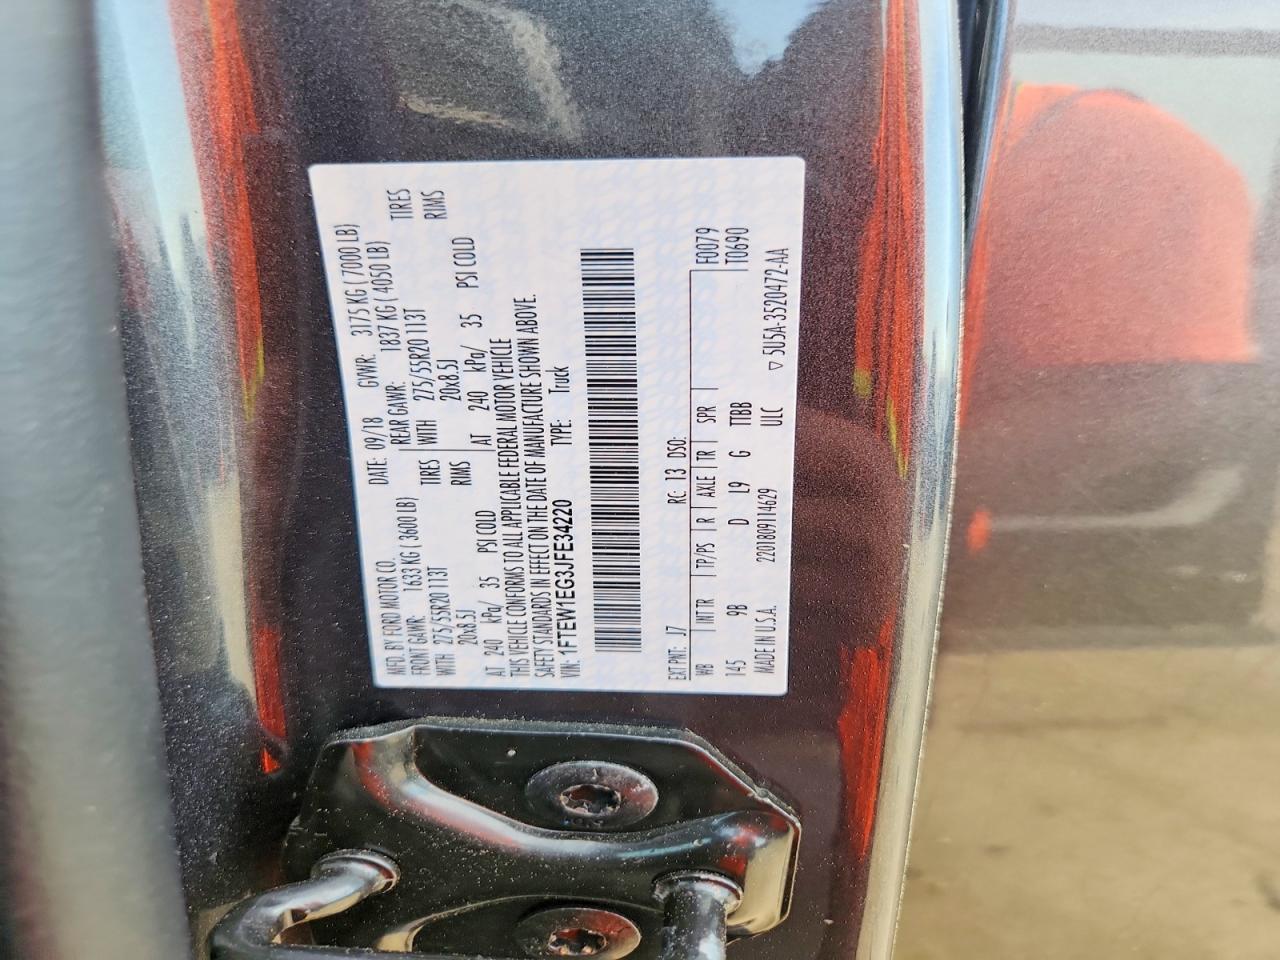 MFD. BY FORD MOTOR CO.
DATE: 09/18 GVWR: 3175 KG ( 7000 LB)
FRONT GAWR: 1633 KG ( 3600 LB) REAR GAWR: 1837 KG ( 4050 LB)
WITH 275/55R20 113T TIRES WITH 275/55R20 113T TIRES
20x8.5J RIMS 20x8.5J RIMS
AT 240 kPa/ 35 PSI COLD AT 240 kPa/ 35 PSI COLD
THIS VEHICLE CONFORMS TO ALL APPLICABLE FEDERAL MOTOR VEHICLE
SAFETY STANDARDS IN EFFECT ON THE DATE OF MANUFACTURE SHOWN ABOVE.
VIN: 1FTEW1EG3JFE34220 TYPE: Truck
EXT PNT: J7 RC: 13 DSO: F0079
WB INT TR TP/PS R AXLE TR SPR T0690
145 9B D L9 G TTBB
MADE IN U.S.A. 2201809114629 ULC ▽ 5U5A-3520472-AA